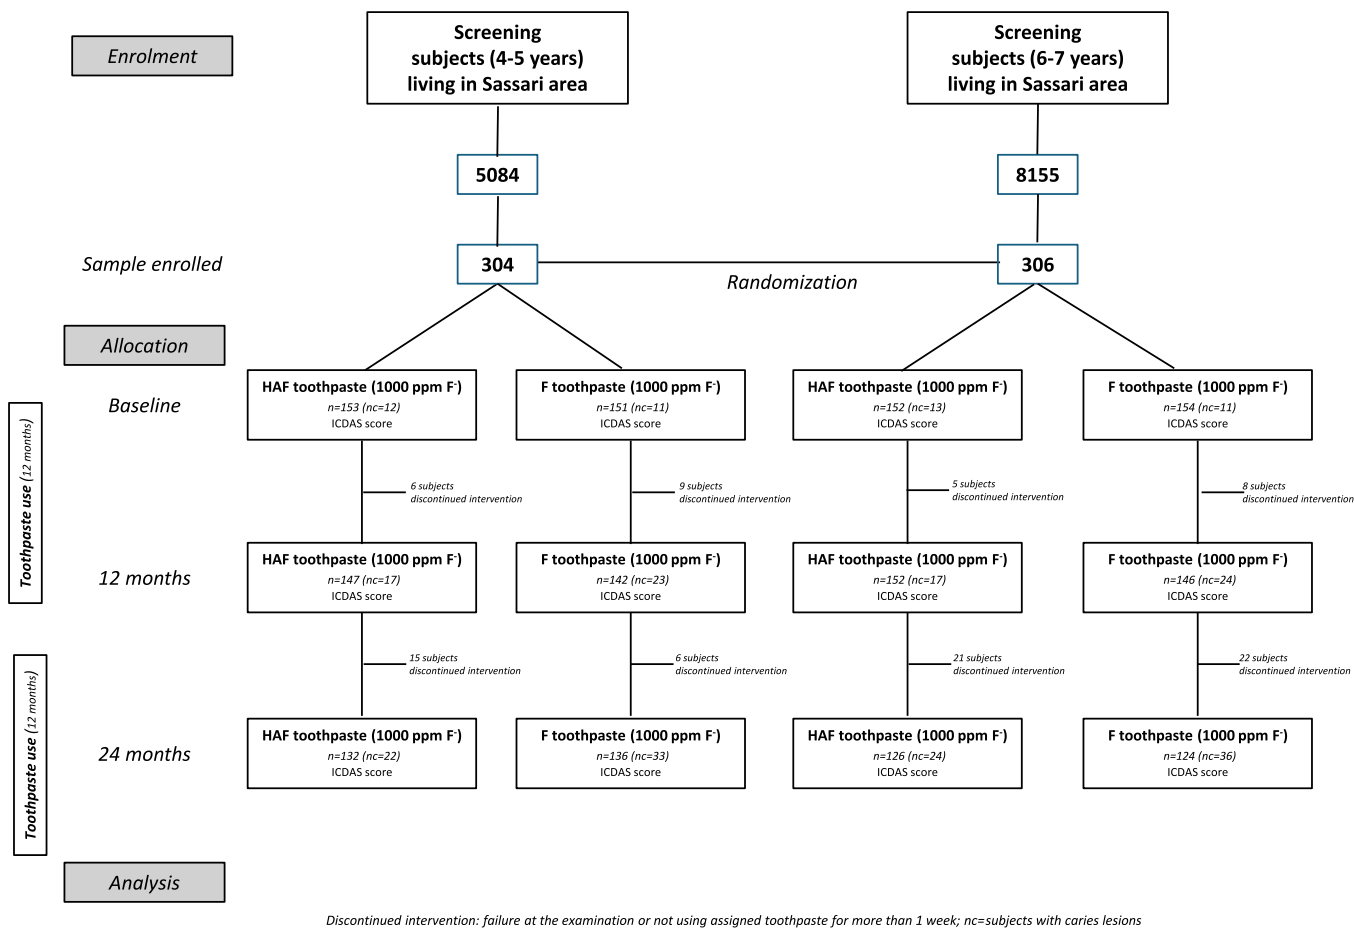 Enrolment
Screening
subjects (4-5 years)
living in Sassari area
Screening
subjects (6-7 years)
living in Sassari area
5084
8155
Sample enrolled
304
306
Randomization
Allocation
Baseline
HAF toothpaste (1000 ppm F-)
n=153 (nc=12)
ICDAS score
F toothpaste (1000 ppm F-)
n=151 (nc=11)
ICDAS score
HAF toothpaste (1000 ppm F-)
n=152 (nc=13)
ICDAS score
F toothpaste (1000 ppm F-)
n=154 (nc=11)
ICDAS score
Toothpaste use (12 months)
6 subjects
discontinued intervention
9 subjects
discontinued intervention
5 subjects
discontinued intervention
8 subjects
discontinued intervention
12 months
HAF toothpaste (1000 ppm F-)
n=147 (nc=17)
ICDAS score
F toothpaste (1000 ppm F-)
n=142 (nc=23)
ICDAS score
HAF toothpaste (1000 ppm F-)
n=152 (nc=17)
ICDAS score
F toothpaste (1000 ppm F-)
n=146 (nc=24)
ICDAS score
Toothpaste use (12 months)
15 subjects
discontinued intervention
6 subjects
discontinued intervention
21 subjects
discontinued intervention
22 subjects
discontinued intervention
24 months
HAF toothpaste (1000 ppm F-)
n=132 (nc=22)
ICDAS score
F toothpaste (1000 ppm F-)
n=136 (nc=33)
ICDAS score
HAF toothpaste (1000 ppm F-)
n=126 (nc=24)
ICDAS score
F toothpaste (1000 ppm F-)
n=124 (nc=36)
ICDAS score
Analysis
Discontinued intervention: failure at the examination or not using assigned toothpaste for more than 1 week; nc=subjects with caries lesions